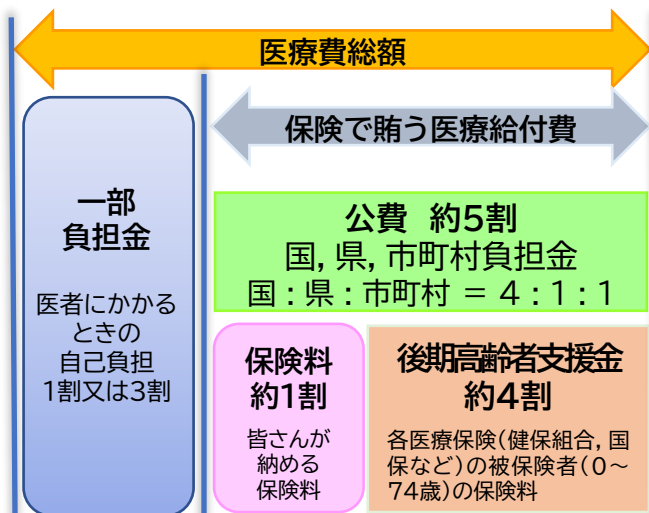 医療費総額
保険で賄う医療給付費
一部
負担金
医者にかかる
ときの
自己負担
1割又は3割
公費 約5割
国,県,市町村負担金
国：県：市町村 ＝ 4：1：1
保険料
約1割
皆さんが
納める
保険料
後期高齢者支援金
約4割
各医療保険(健保組合,国
保など)の被保険者(0～
74歳)の保険料